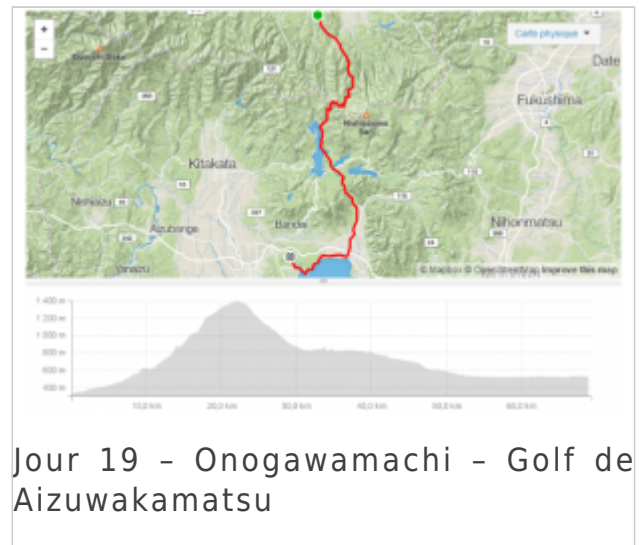 +
Carte physique
-
Date
Fukushima
Kitakata
Nishiaizu
Nihonmatsu
Aizubange
Bandai
Yanaizu
© Mapbox © OpenStreetMap Improve this map
1 400 m
1 200 m
1 000 m
800 m
600 m
400 m
10,0 km 20,0 km 30,0 km 40,0 km 50,0 km 60,0 km
Jour 19 – Onogawamachi – Golf de
Aizuwakamatsu